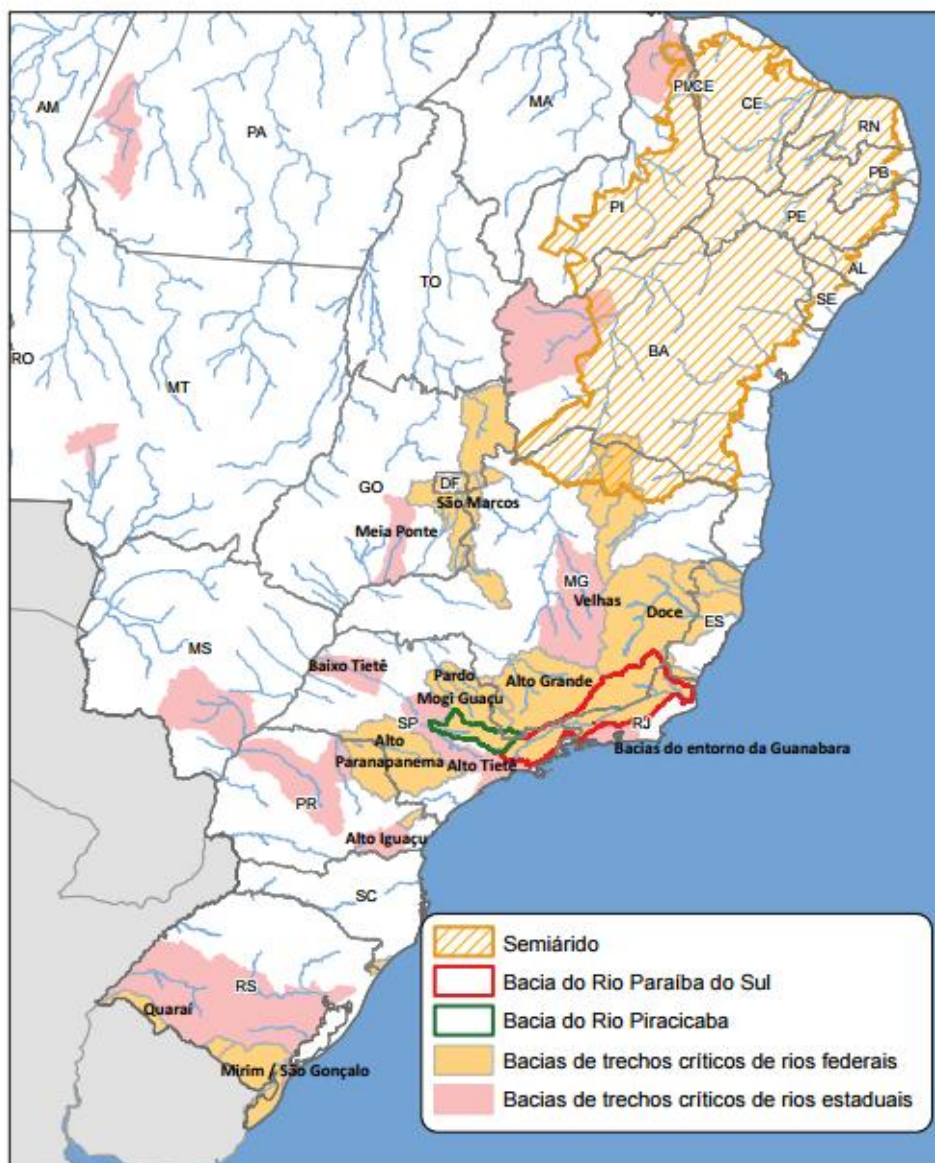 AM
PA
MA
PI/CE
CE
RN
PB
PI
PE
TO
AL
SE
RO
BA
MT
GO
DF
São Marcos
Meia Ponte
MG
Velhas
Doce
ES
MS
Baixo Tietê
Pardo
Alto Grande
Mogi Guaçu
SP
RJ
Alto
Paranapanema
Bacias do entorno da Guanabara
Alto Tietê
PR
Alto Iguaçu
SC
RS
Quaraí
Mirim / São Gonçalo
Semiárido
Bacia do Rio Paraíba do Sul
Bacia do Rio Piracicaba
Bacias de trechos críticos de rios federais
Bacias de trechos críticos de rios estaduais